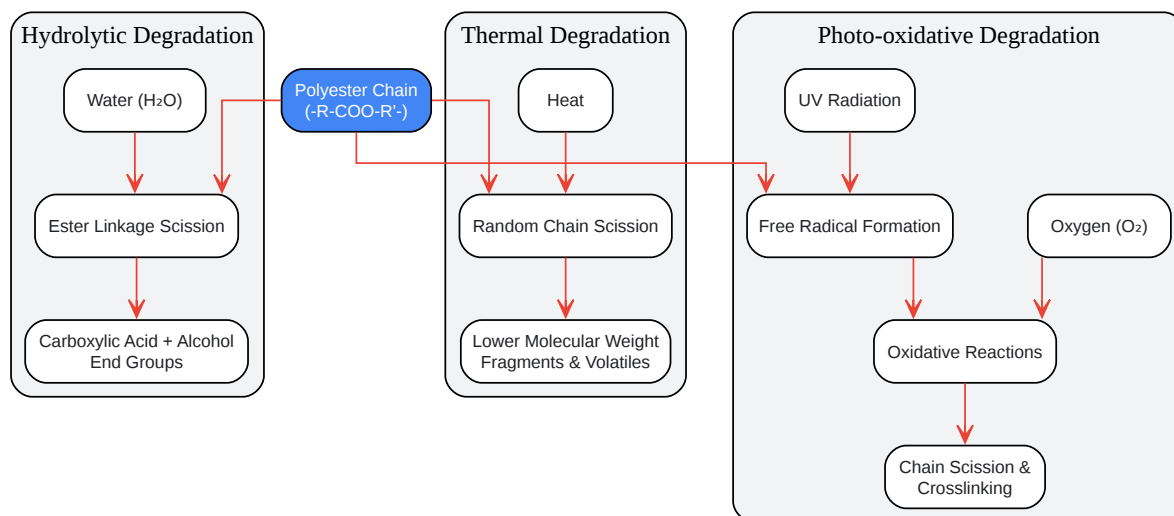 Hydrolytic Degradation
Water (H₂O)
Ester Linkage Scission
Carboxylic Acid + Alcohol
End Groups
Polyester Chain
(-R-COO-R'-)
Thermal Degradation
Heat
Random Chain Scission
Lower Molecular Weight
Fragments & Volatiles
Photo-oxidative Degradation
UV Radiation
Free Radical Formation
Oxygen (O₂)
Oxidative Reactions
Chain Scission &
Crosslinking